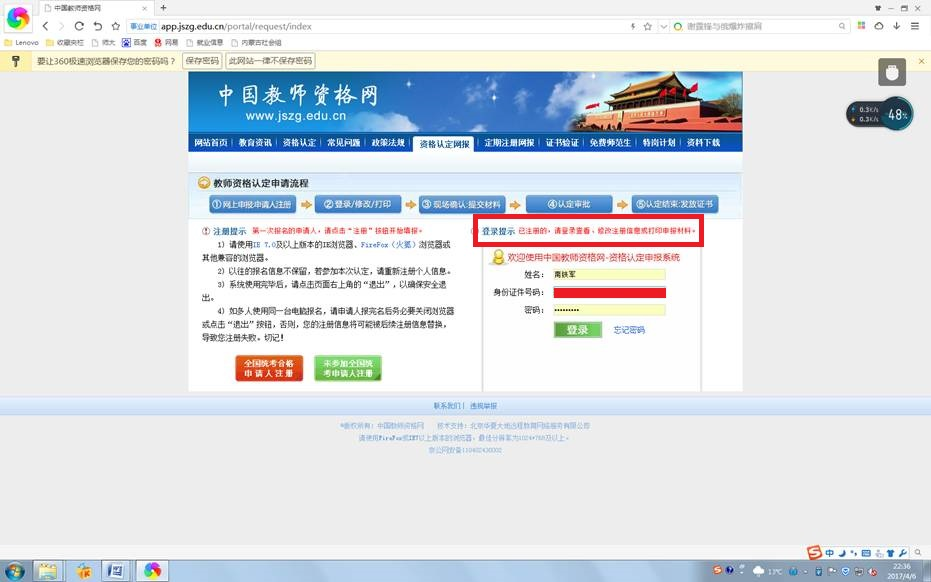 中国教师资格网
事业单位 app.jszg.edu.cn/portal/request/index
Lenovo 收藏夹栏 师大 百度 网易 就业信息 内蒙古社会组
要让360极速浏览器保存您的密码吗？ 保存密码 此网站一律不保存密码
中国教师资格网
www.jszg.edu.cn
0.3K/s
0.3K/s
48%
网站首页 教育资讯 资格认定 常见问题 政策法规 资格认定网报 定期注册网报 证书验证 免费师范生 特岗计划 资料下载
教师资格认定申请流程
①网上申报申请人注册 ②登录/修改/打印 ③现场确认:提交材料 ④认定审批 ⑤认定结束:发放证书
注册提示 第一次报名的申请人，请点击“注册”按钮开始填报。
1）请使用IE 7.0及以上版本的IE浏览器、FireFox（火狐）浏览器或
其他兼容的浏览器。
2）以往的报名信息不保留，若参加本次认定，请重新注册个人信息。
3）系统使用完毕后，请点击页面右上角的“退出”，以确保安全退
出。
4）如多人使用同一台电脑报名，请申请人报完名后务必要关闭浏览器
或点击“退出”按钮，否则，您的注册信息将可能被后续注册信息替换，
导致您注册失败。切记！
全国统考合格
申请人注册
未参加全国统
考申请人注册
登录提示 已注册的，请登录查看、修改注册信息或打印申报材料。
欢迎使用中国教师资格网-资格认定申报系统
姓名：
身份证件号码：
密码： •••••••••
登录 忘记密码
联系我们 | 违规举报
©版权所有：中国教师资格网 技术支持：北京华夏大地远程教育网络服务有限公司
请使用FireFox或IE7以上版本的浏览器，最佳分辨率为1024*768及以上。
京公网安备110402430002
中
13℃
22:36
2017/4/6